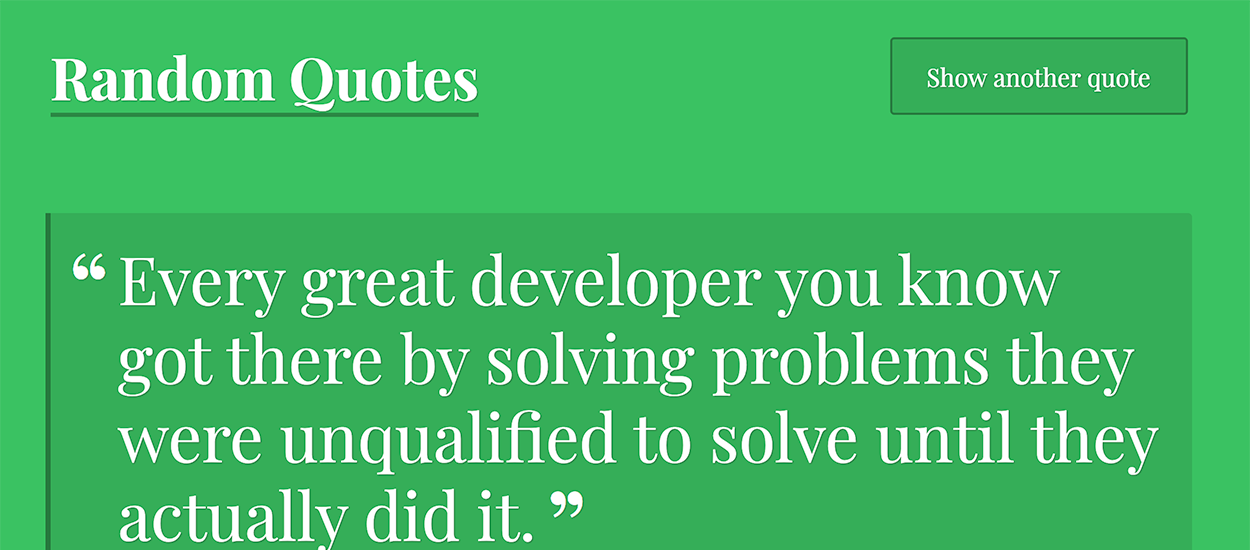 Random Quotes
Show another quote
“ Every great developer you know
got there by solving problems they
were unqualified to solve until they
actually did it. ”